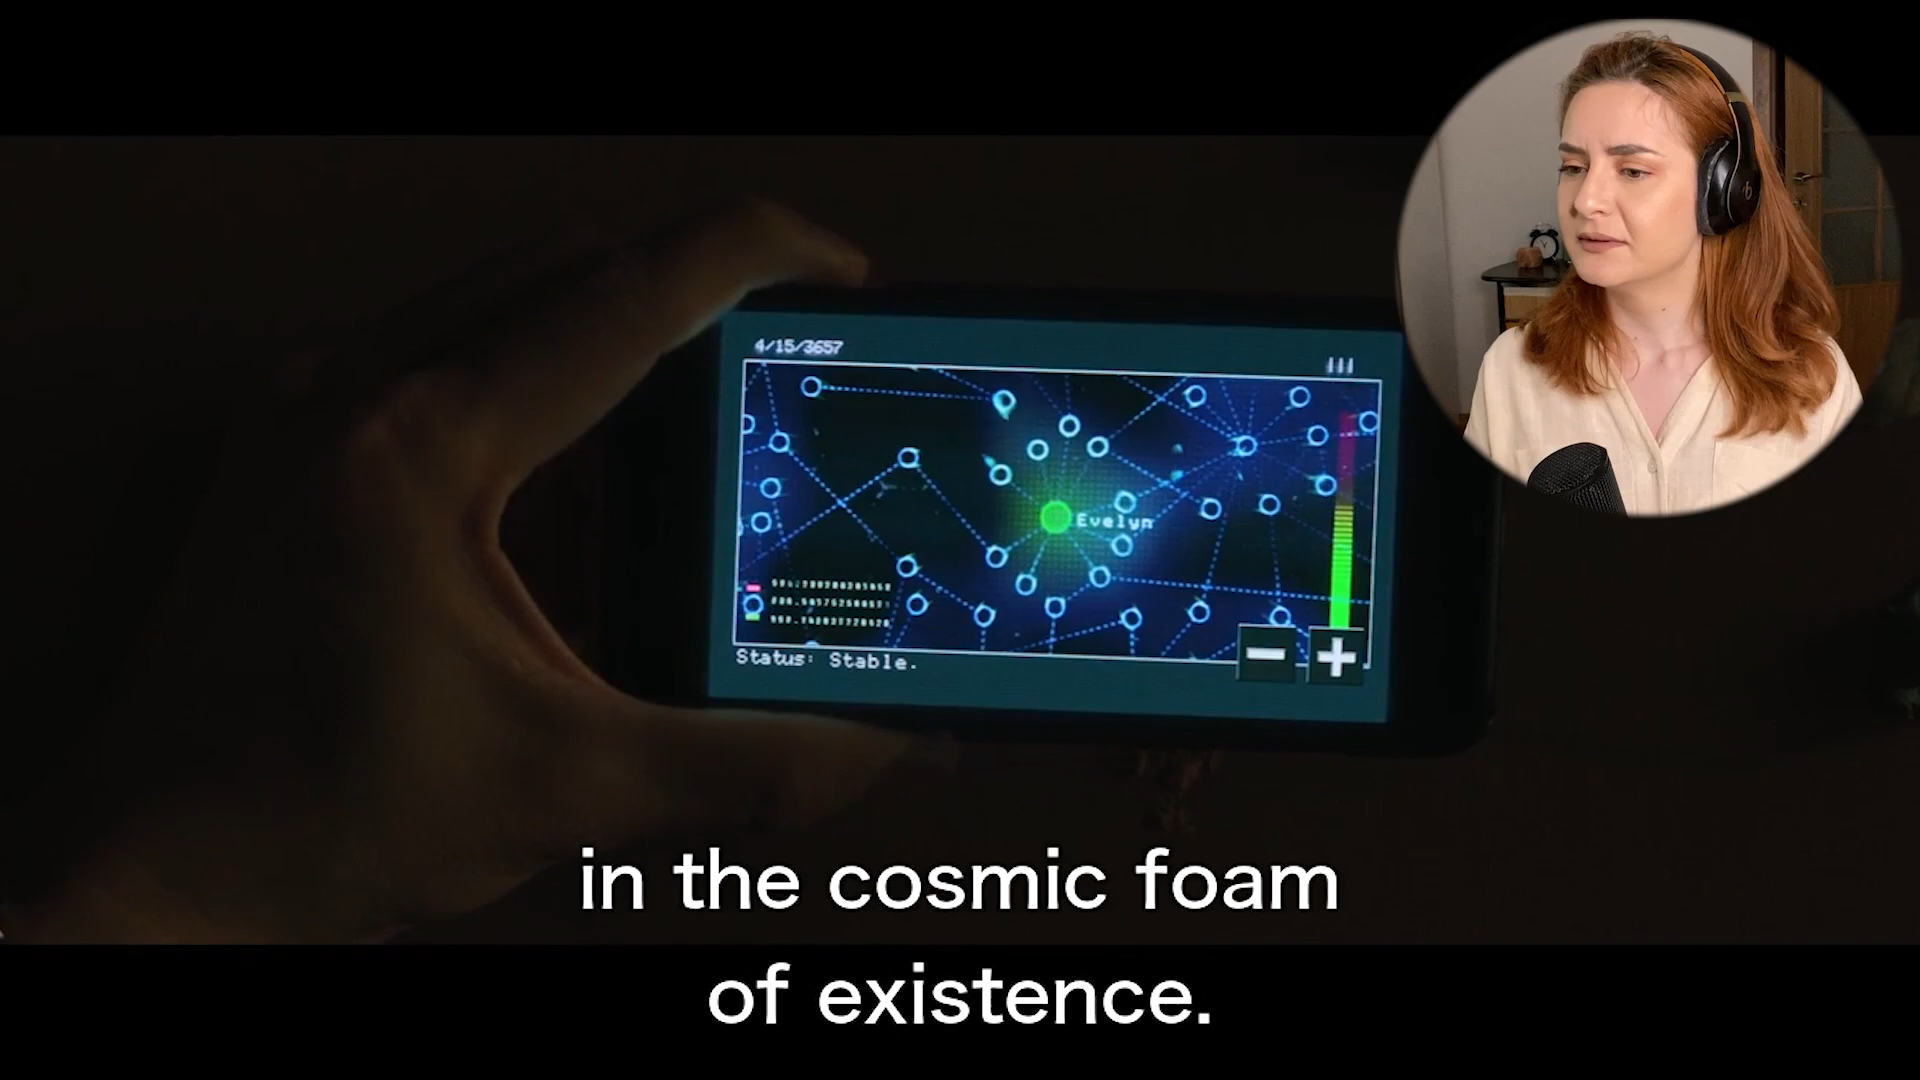 4/15/3657
Evelyn
Status: Stable.
in the cosmic foam
of existence.